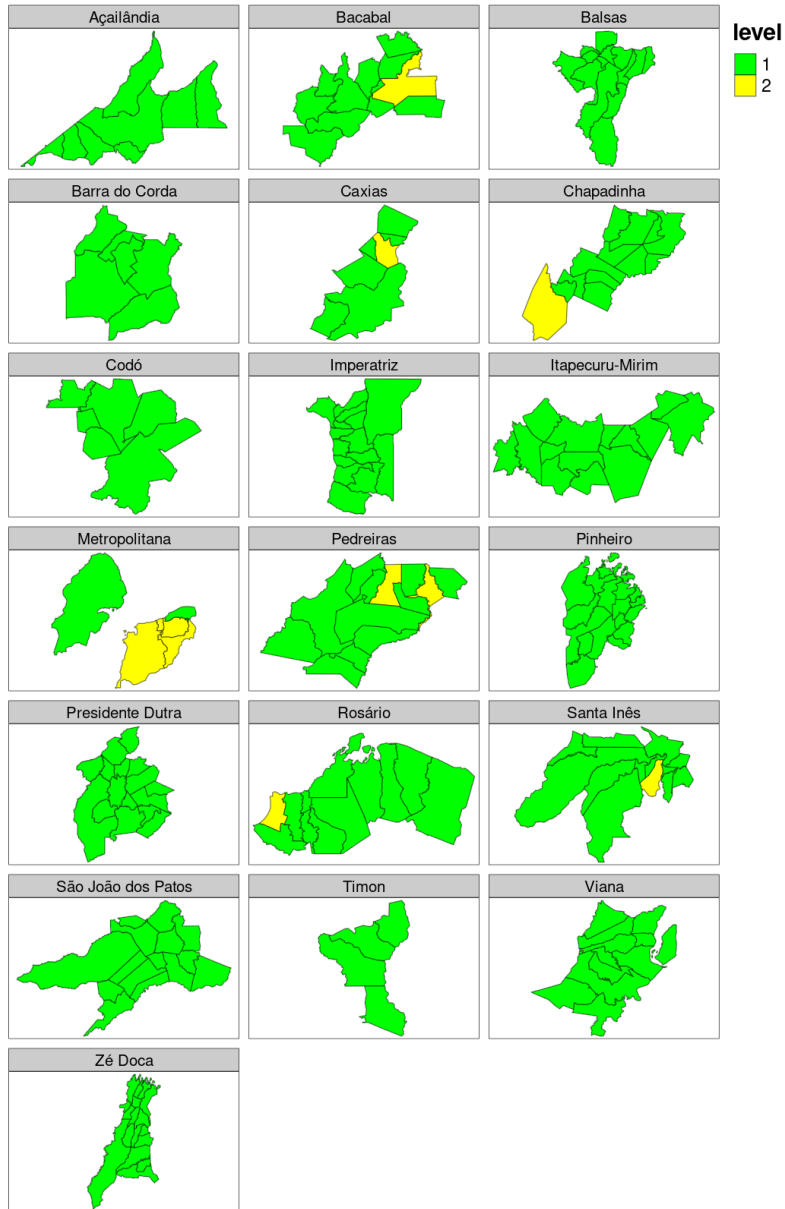 Açailândia
Bacabal
Balsas
level
1
2
Barra do Corda
Caxias
Chapadinha
Codó
Imperatriz
Itapecuru-Mirim
Metropolitana
Pedreiras
Pinheiro
Presidente Dutra
Rosário
Santa Inês
São João dos Patos
Timon
Viana
Zé Doca